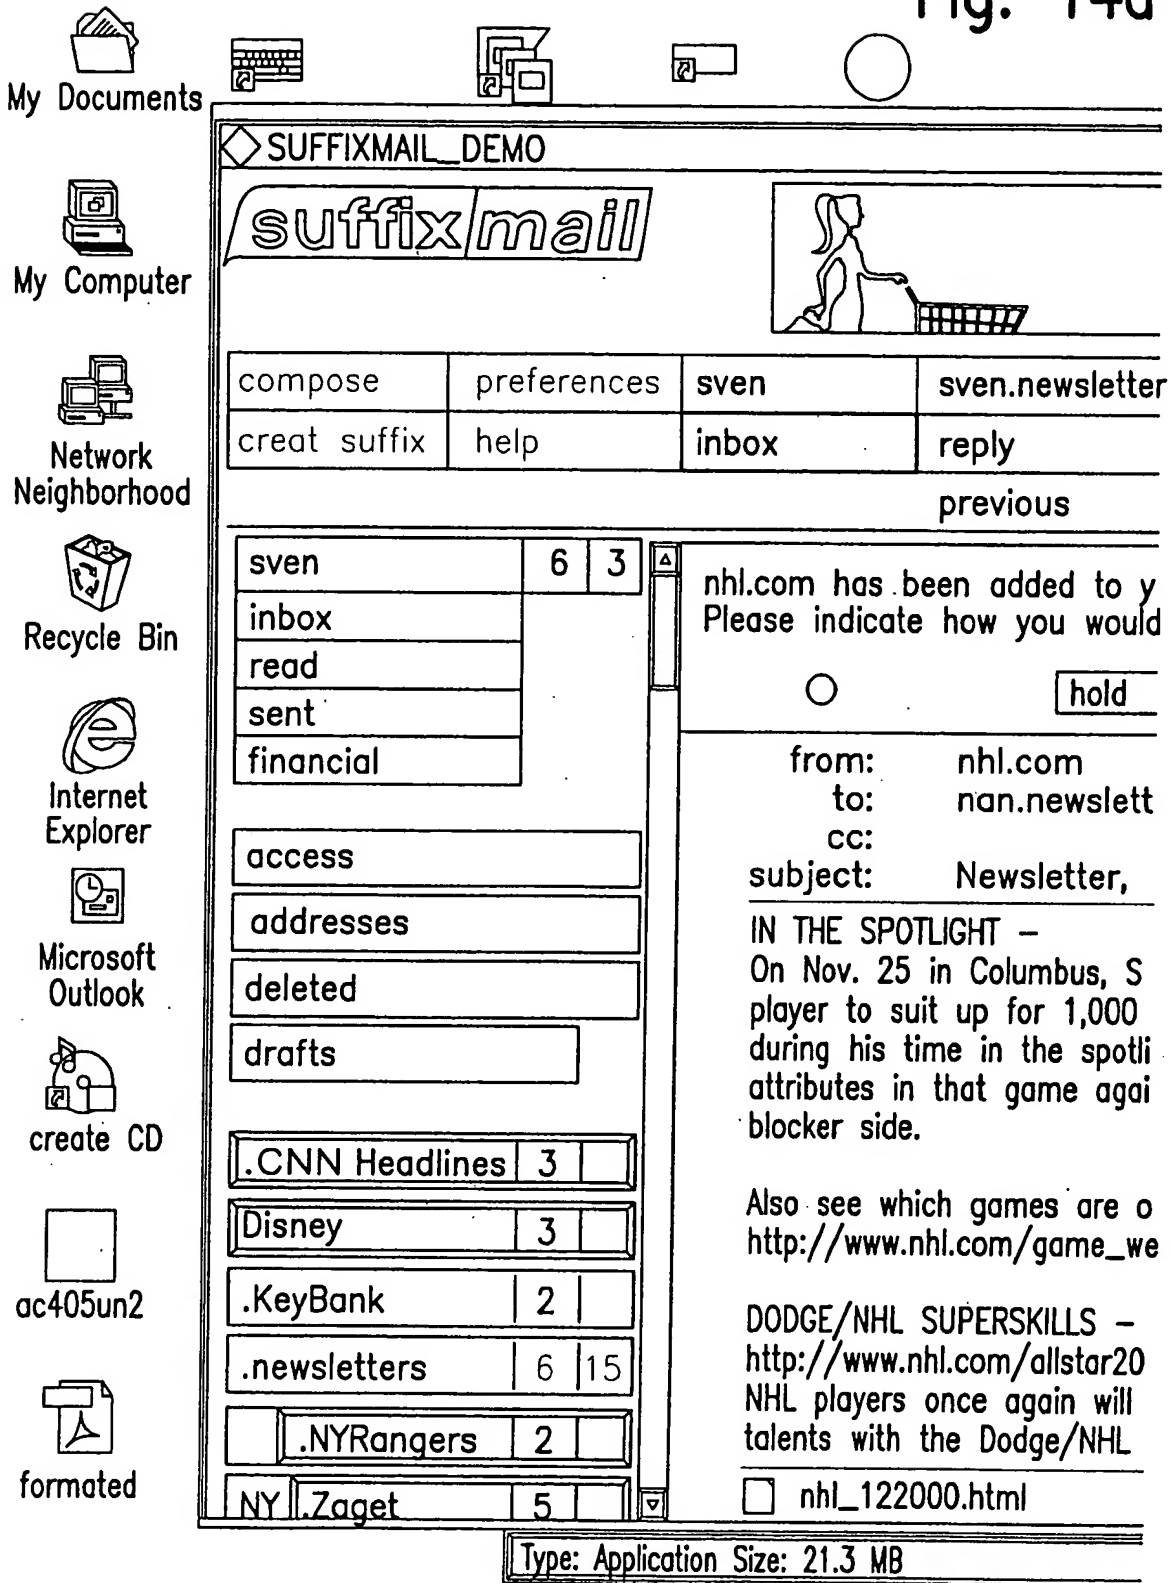 Fig. 14a
My Documents
My Computer
Network
Neighborhood
Recycle Bin
Internet
Explorer
Microsoft
Outlook
create CD
ac405un2
formated
SUFFIXMAIL_DEMO
suffix/mail
compose preferences sven sven.newsletter
creat suffix help inbox reply
previous
sven 6 3
inbox
read
sent
financial
access
addresses
deleted
drafts
.CNN Headlines 3
Disney 3
.KeyBank 2
.newsletters 6 15
.NYRangers 2
NY .Zaget 5
nhl.com has been added to y
Please indicate how you would
hold
from: nhl.com
to: nan.newslett
cc:
subject: Newsletter,
IN THE SPOTLIGHT –
On Nov. 25 in Columbus, S
player to suit up for 1,000
during his time in the spotli
attributes in that game agai
blocker side.
Also see which games are o
http://www.nhl.com/game_we
DODGE/NHL SUPERSKILLS –
http://www.nhl.com/allstar20
NHL players once again will
talents with the Dodge/NHL
nhl_122000.html
Type: Application Size: 21.3 MB